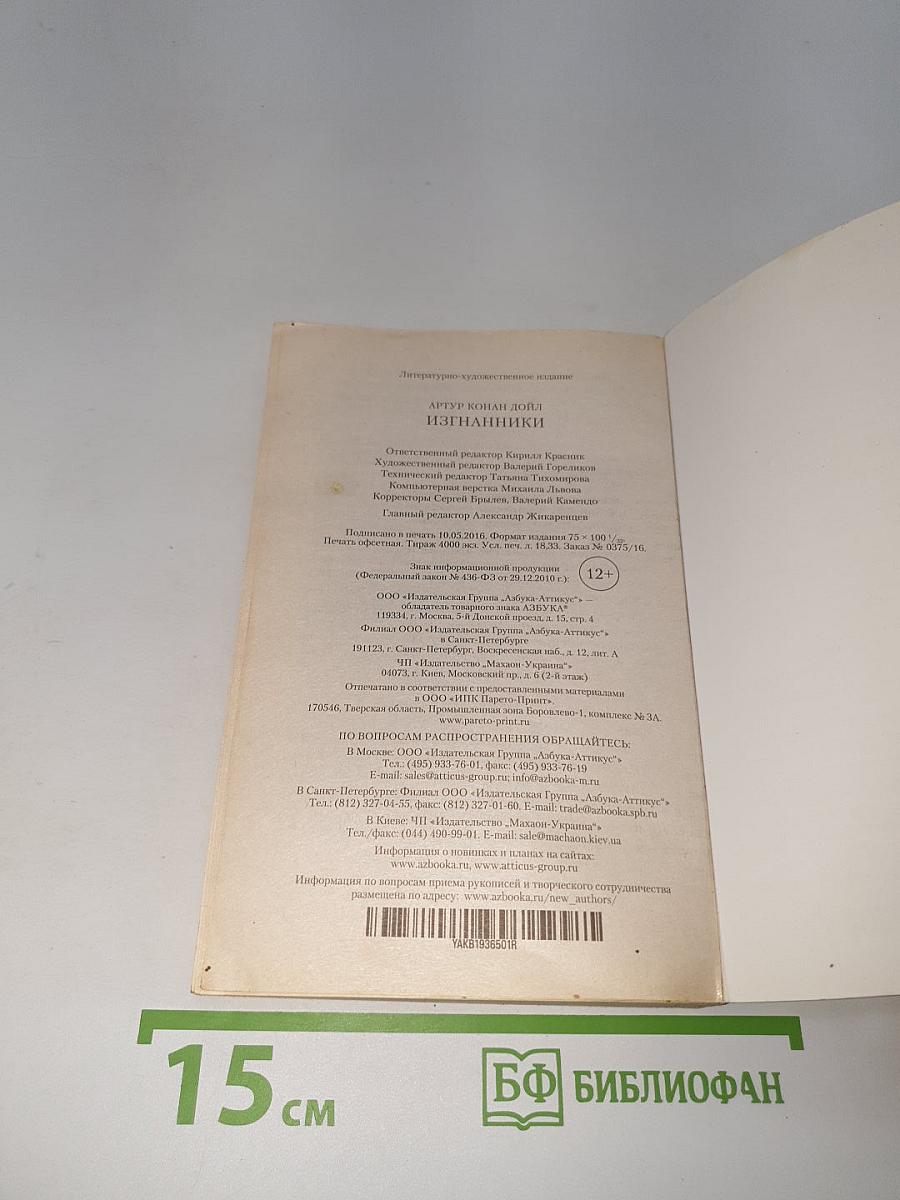 Литературно-художественное издание
АРТУР КОНАН ДОЙЛ
ИЗГНАННИКИ
Ответственный редактор Кирилл Красник
Художественный редактор Валерий Гореликов
Технический редактор Татьяна Тихомирова
Компьютерная верстка Михаила Львова
Корректоры Сергей Брылев, Валерий Камендо
Главный редактор Александр Жикаренцев
Подписано в печать 10.05.2016. Формат издания 75 × 100 1/32.
Печать офсетная. Тираж 4000 экз. Усл. печ. л. 18,33. Заказ № 0375/16.
Знак информационной продукции
(Федеральный закон № 436-ФЗ от 29.12.2010 г.):
12+
ООО «Издательская Группа „Азбука-Аттикус“» —
обладатель товарного знака АЗБУКА®
119334, г. Москва, 5-й Донской проезд, д. 15, стр. 4
Филиал ООО «Издательская Группа „Азбука-Аттикус“»
в Санкт-Петербурге
191123, г. Санкт-Петербург, Воскресенская наб., д. 12, лит. А
ЧП «Издательство „Махаон-Украина“»
04073, г. Киев, Московский пр., д. 6 (2-й этаж)
Отпечатано в соответствии с предоставленными материалами
в ООО «ИПК Парето-Принт».
170546, Тверская область, Промышленная зона Боровлево-1, комплекс № 3А.
www.pareto-print.ru
ПО ВОПРОСАМ РАСПРОСТРАНЕНИЯ ОБРАЩАЙТЕСЬ:
В Москве: ООО «Издательская Группа „Азбука-Аттикус“»
Тел.: (495) 933-76-01, факс: (495) 933-76-19
E-mail: sales@atticus-group.ru; info@azbooka-m.ru
В Санкт-Петербурге: Филиал ООО «Издательская Группа „Азбука-Аттикус“»
Тел.: (812) 327-04-55, факс: (812) 327-01-60. E-mail: trade@azbooka.spb.ru
В Киеве: ЧП «Издательство „Махаон-Украина“»
Тел./факс: (044) 490-99-01. E-mail: sale@machaon.kiev.ua
Информация о новинках и планах на сайтах:
www.azbooka.ru, www.atticus-group.ru
Информация по вопросам приема рукописей и творческого сотрудничества
размещена по адресу: www.azbooka.ru/new_authors/
YAKB1936501R
15 см
БФ БИБЛИОФАН